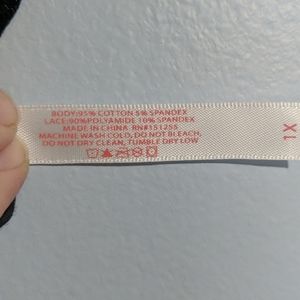 BODY:95% COTTON 5% SPANDEX
LACE:90%POLYAMIDE 10% SPANDEX
MADE IN CHINA RN#151255
MACHINE WASH COLD, DO NOT BLEACH,
DO NOT DRY CLEAN, TUMBLE DRY LOW
1X